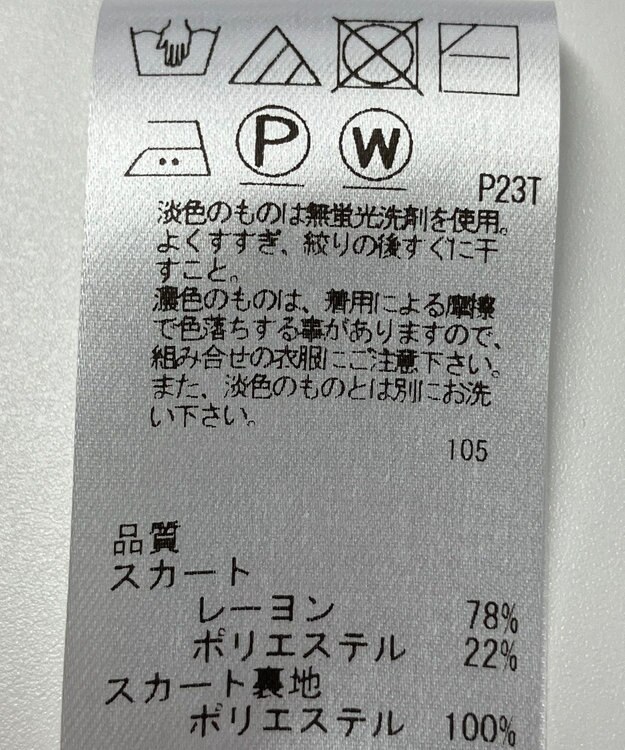 P
W
P23T
淡色のものは無蛍光洗剤を使用。
よくすすぎ、絞りの後すぐに干
すこと。
濃色のものは、着用による摩擦
で色落ちする事がありますので、
組み合せの衣服にご注意下さい。
また、淡色のものとは別にお洗
い下さい。
105
品質
スカート
レーヨン 78%
ポリエステル 22%
スカート裏地
ポリエステル 100%